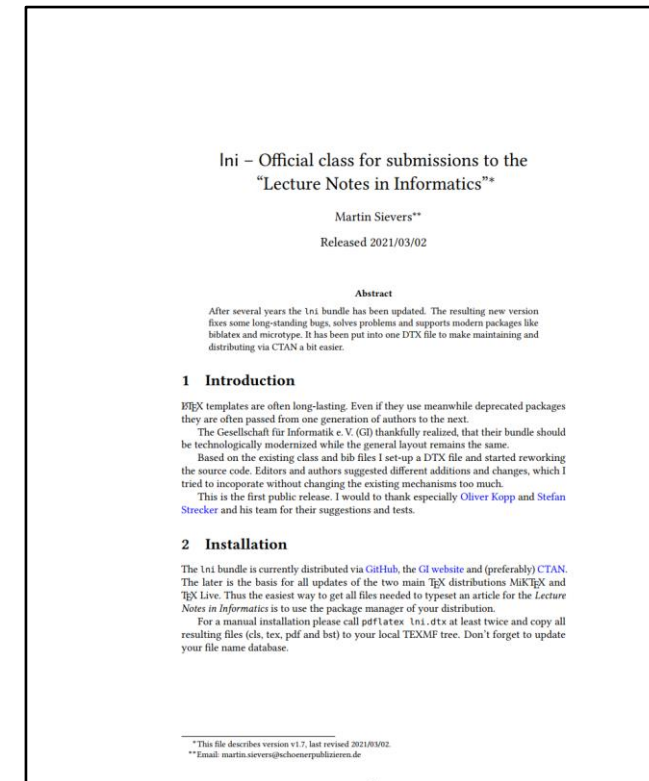 lni – Official class for submissions to the
“Lecture Notes in Informatics”*
Martin Sievers**
Released 2021/03/02
Abstract
After several years the lni bundle has been updated. The resulting new version
fixes some long-standing bugs, solves problems and supports modern packages like
biblatex and microtype. It has been put into one DTX file to make maintaining and
distributing via CTAN a bit easier.
1 Introduction
LATEX templates are often long-lasting. Even if they use meanwhile deprecated packages
they are often passed from one generation of authors to the next.
The Gesellschaft für Informatik e. V. (GI) thankfully realized, that their bundle should
be technologically modernized while the general layout remains the same.
Based on the existing class and bib files I set-up a DTX file and started reworking
the source code. Editors and authors suggested different additions and changes, which I
tried to incoporate without changing the existing mechanisms too much.
This is the first public release. I would to thank especially Oliver Kopp and Stefan
Strecker and his team for their suggestions and tests.
2 Installation
The lni bundle is currently distributed via GitHub, the GI website and (preferably) CTAN.
The later is the basis for all updates of the two main TEX distributions MiKTEX and
TEX Live. Thus the easiest way to get all files needed to typeset an article for the Lecture
Notes in Informatics is to use the package manager of your distribution.
For a manual installation please call pdflatex lni.dtx at least twice and copy all
resulting files (cls, tex, pdf and bst) to your local TEXMF tree. Don’t forget to update
your file name database.
*This file describes version v1.7, last revised 2021/03/02.
**Email: martin.sievers@schoenerpublizieren.de